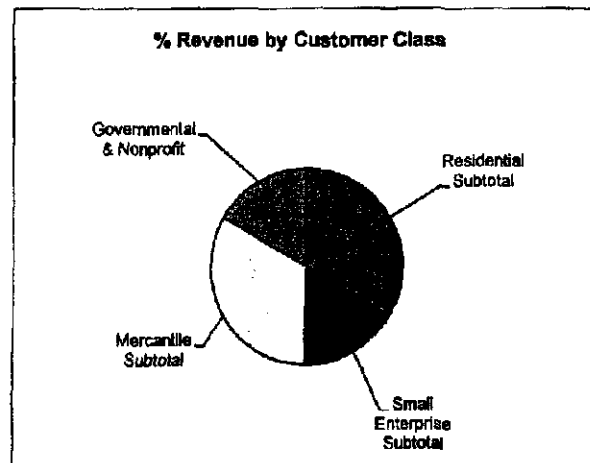 % Revenue by Customer Class
Governmental
& Nonprofit
Residential
Subtotal
Mercantile
Subtotal
Small
Enterprise
Subtotal